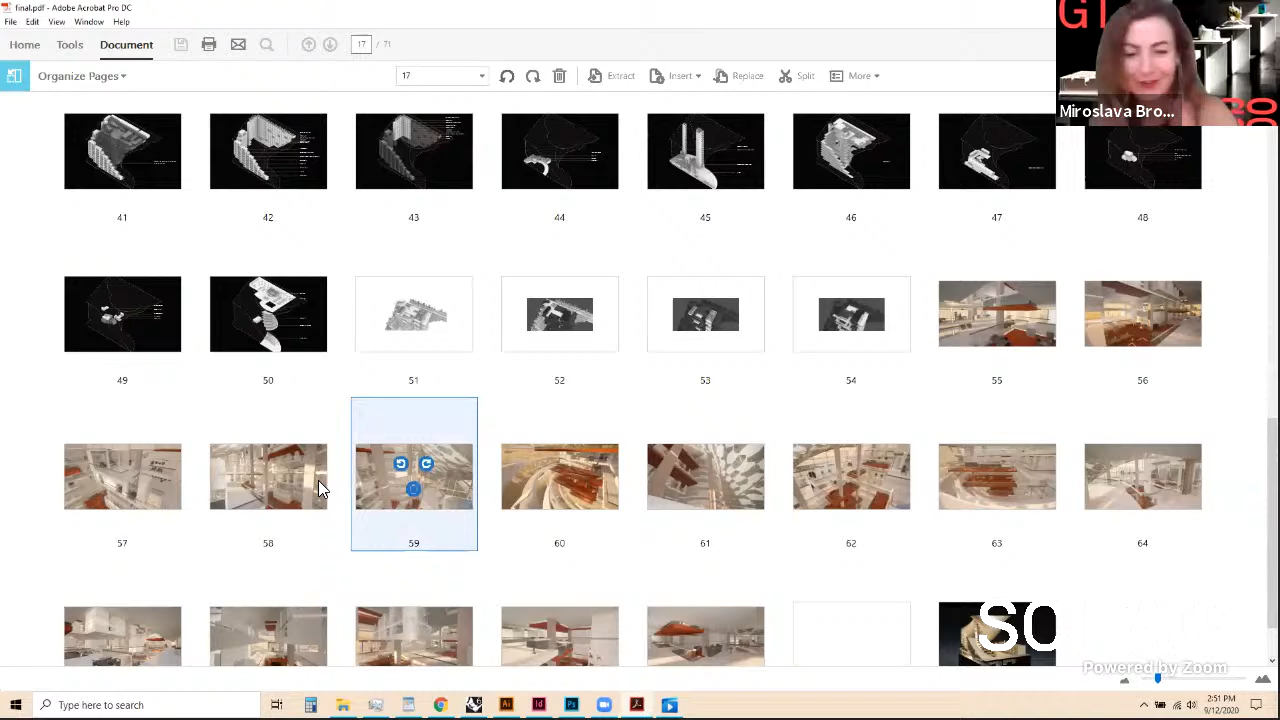 final.pdf - Adobe Acrobat Pro DC
File Edit View Window Help
Home Tools Document 17 / 71
Organize Pages 17 Extract Insert Replace Split More
GT
Miroslava Bro...
2020
41 42 43 44 45 46 47 48
49 50 51 52 53 54 55 56
57 58 59 60 61 62 63 64
SO
Powered by Zoom
Type here to search
2:51 PM
9/12/2020